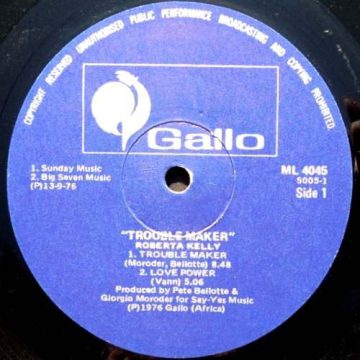 COPYRIGHT RESERVED UNAUTHORISED PUBLIC PERFORMANCE BROADCASTING AND COPYING PROHIBITED
Gallo
1. Sunday Music
2. Big Seven Music
(P)13-9-76
ML 4045
5005-1
Side 1
"TROUBLE MAKER"
ROBERTA KELLY
1. TROUBLE MAKER
(Moroder, Bellotte) 8.48
2. LOVE POWER
(Vann) 5.06
Produced by Pete Bellotte &
Giorgio Moroder for Say-Yes Music
(P)1976 Gallo (Africa)